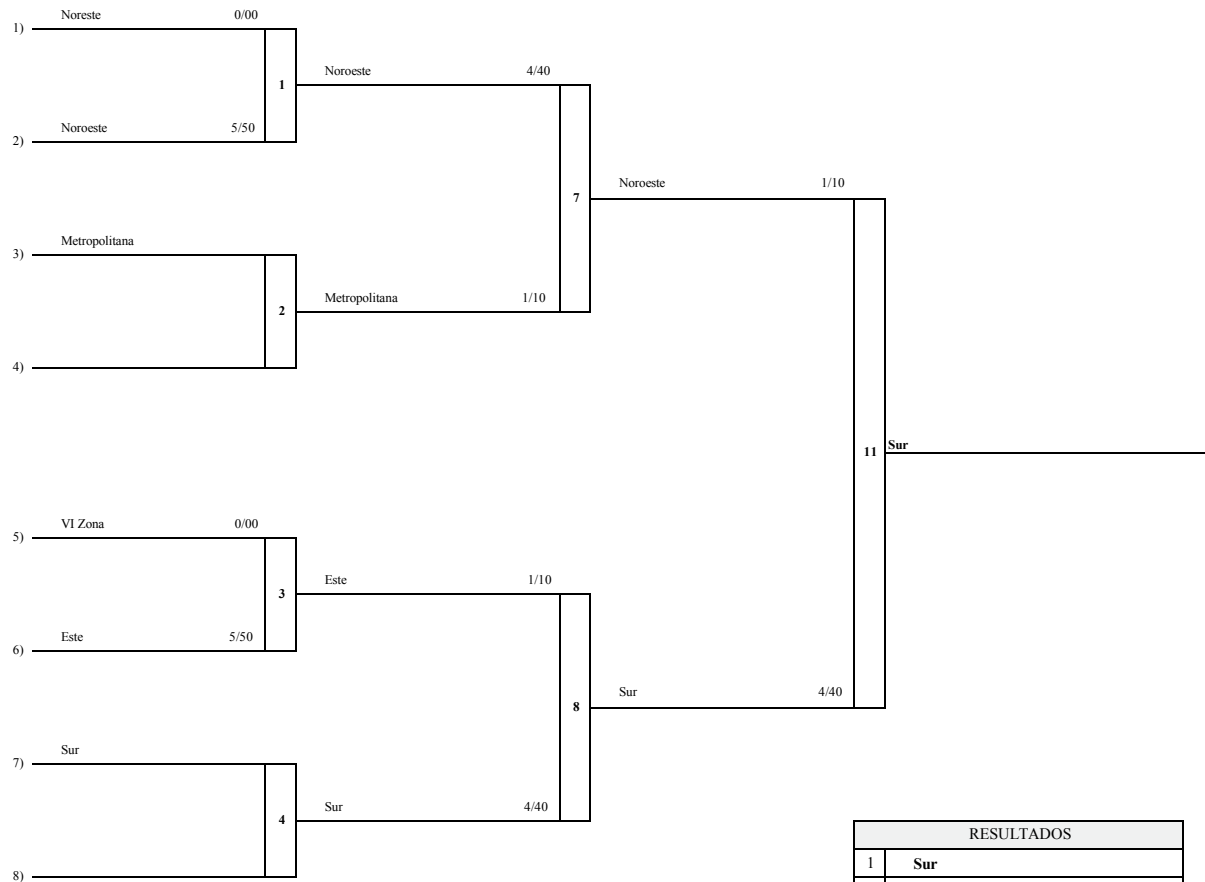 Noreste 0/00
1)
1
Noroeste 4/40
Noroeste 5/50
2)
7
Noroeste 1/10
Metropolitana
3)
2
Metropolitana 1/10
4)
11
Sur
VI Zona 0/00
5)
3
Este 1/10
Este 5/50
6)
8
Sur 4/40
Sur
7)
4
Sur 4/40
8)
RESULTADOS
1 Sur